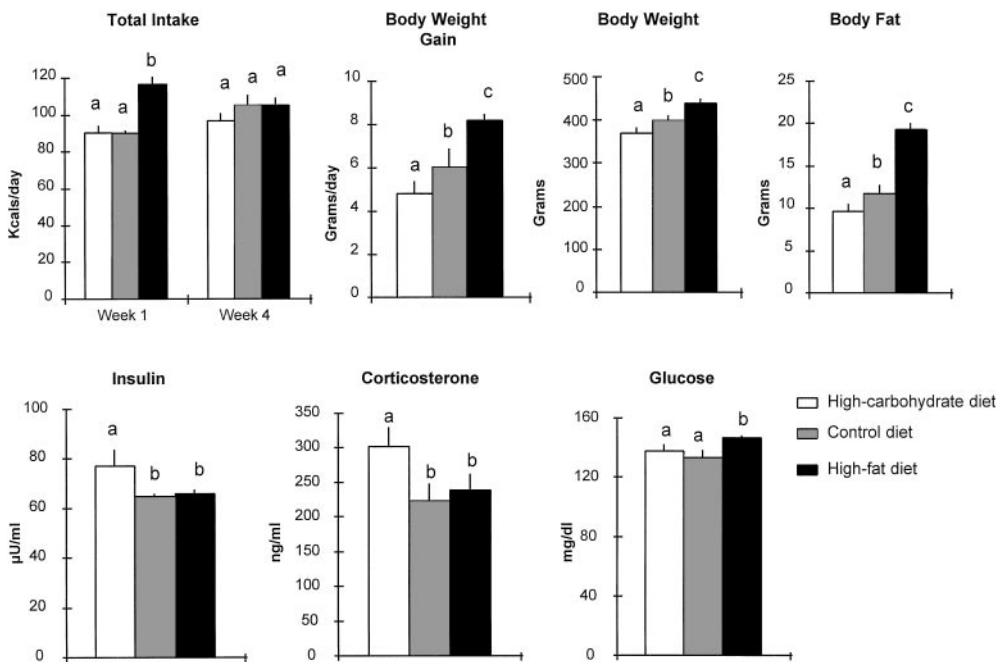 Total Intake
Kcals/day
120
100
80
60
40
20
0
a
a
b
a
a
a
Week 1
Week 4
Body Weight
Gain
Grams/day
10
8
6
4
2
0
a
b
c
Body Weight
Grams
500
400
300
200
100
0
a
b
c
Body Fat
Grams
25
20
15
10
5
0
a
b
c
Insulin
µU/ml
100
80
60
40
20
0
a
b
b
Corticosterone
ng/ml
350
300
250
200
150
100
50
0
a
b
b
Glucose
mg/dl
160
120
80
40
0
a
a
b
High-carbohydrate diet
Control diet
High-fat diet